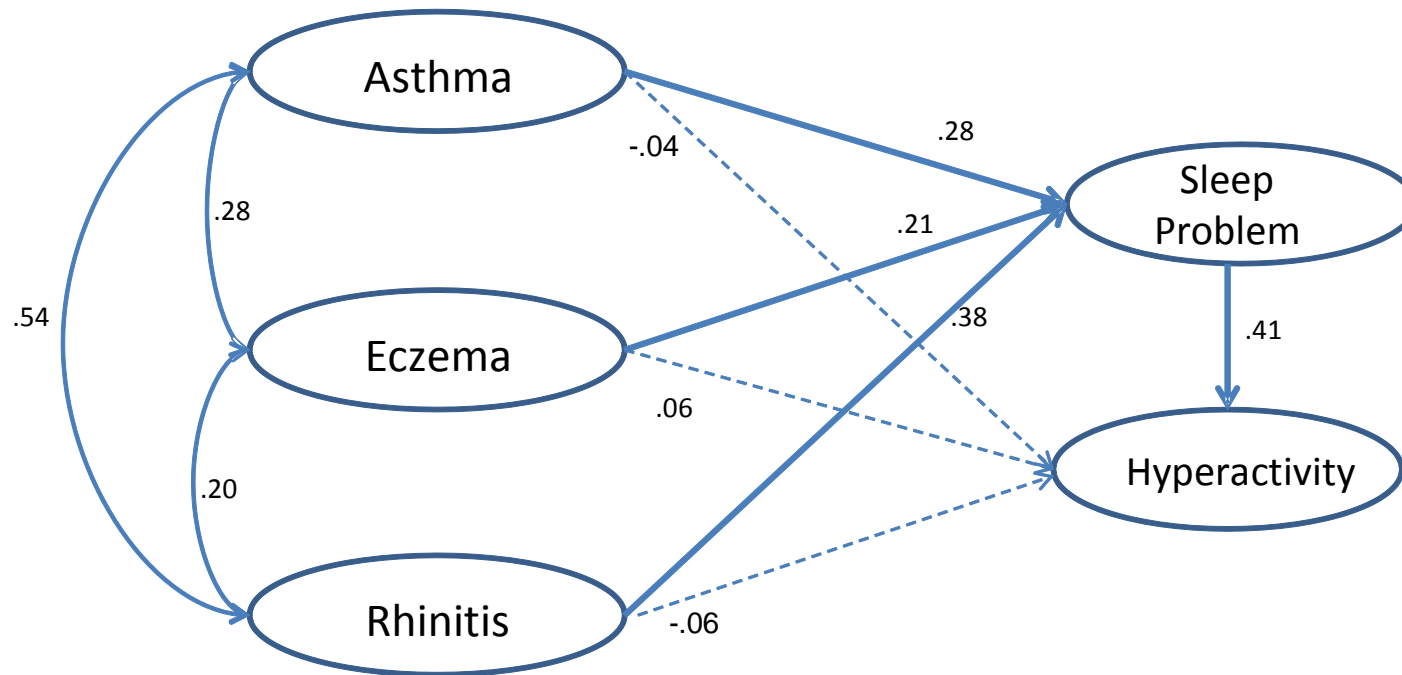 Asthma
-.04
.28
Sleep
Problem
.28
.21
.54
.38
.41
Eczema
.06
Hyperactivity
.20
Rhinitis
-.06